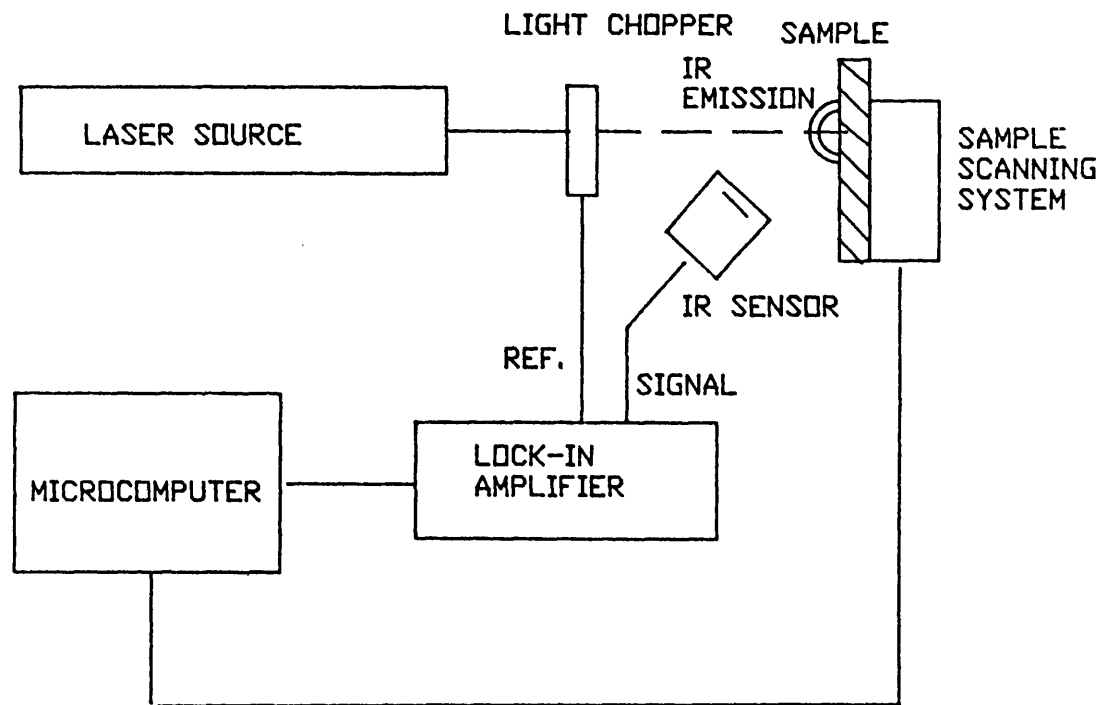 LIGHT CHOPPER
SAMPLE
IR
EMISSION
LASER SOURCE
SAMPLE
SCANNING
SYSTEM
IR SENSOR
REF.
SIGNAL
LOCK-IN
AMPLIFIER
MICROCOMPUTER